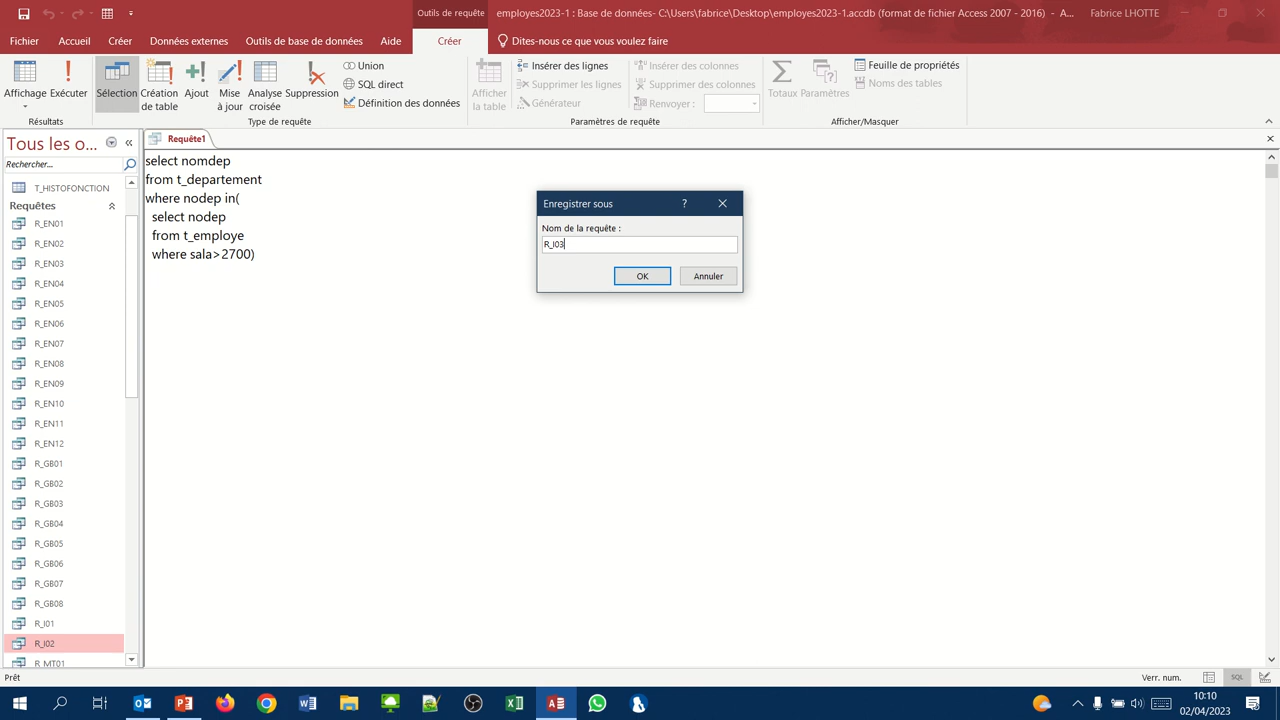 Outils de requête
employes2023-1 : Base de données- C:\Users\fabrice\Desktop\employes2023-1.accdb (format de fichier Access 2007 - 2016) - A...
Fabrice LHOTTE
Fichier Accueil Créer Données externes Outils de base de données Aide Créer Dites-nous ce que vous voulez faire
Affichage
Exécuter
Résultats
Sélection
Création de table
Ajout
Mise à jour
Analyse croisée
Suppression
Union
SQL direct
Définition des données
Type de requête
Afficher la table
Insérer des lignes
Supprimer les lignes
Générateur
Insérer des colonnes
Supprimer des colonnes
Renvoyer :
Paramètres de requête
Totaux
Paramètres
Feuille de propriétés
Noms des tables
Afficher/Masquer
Tous les o...
Rechercher...
T_HISTOFONCTION
Requêtes
R_EN01
R_EN02
R_EN03
R_EN04
R_EN05
R_EN06
R_EN07
R_EN08
R_EN09
R_EN10
R_EN11
R_EN12
R_GB01
R_GB02
R_GB03
R_GB04
R_GB05
R_GB06
R_GB07
R_GB08
R_I01
R_I02
R_MT01
Requête1
select nomdep
from t_departement
where nodep in(
select nodep
from t_employe
where sala>2700)
Enregistrer sous
?
Nom de la requête :
R_I03
OK
Annuler
Prêt
Verr. num.
SQL
10:10
02/04/2023